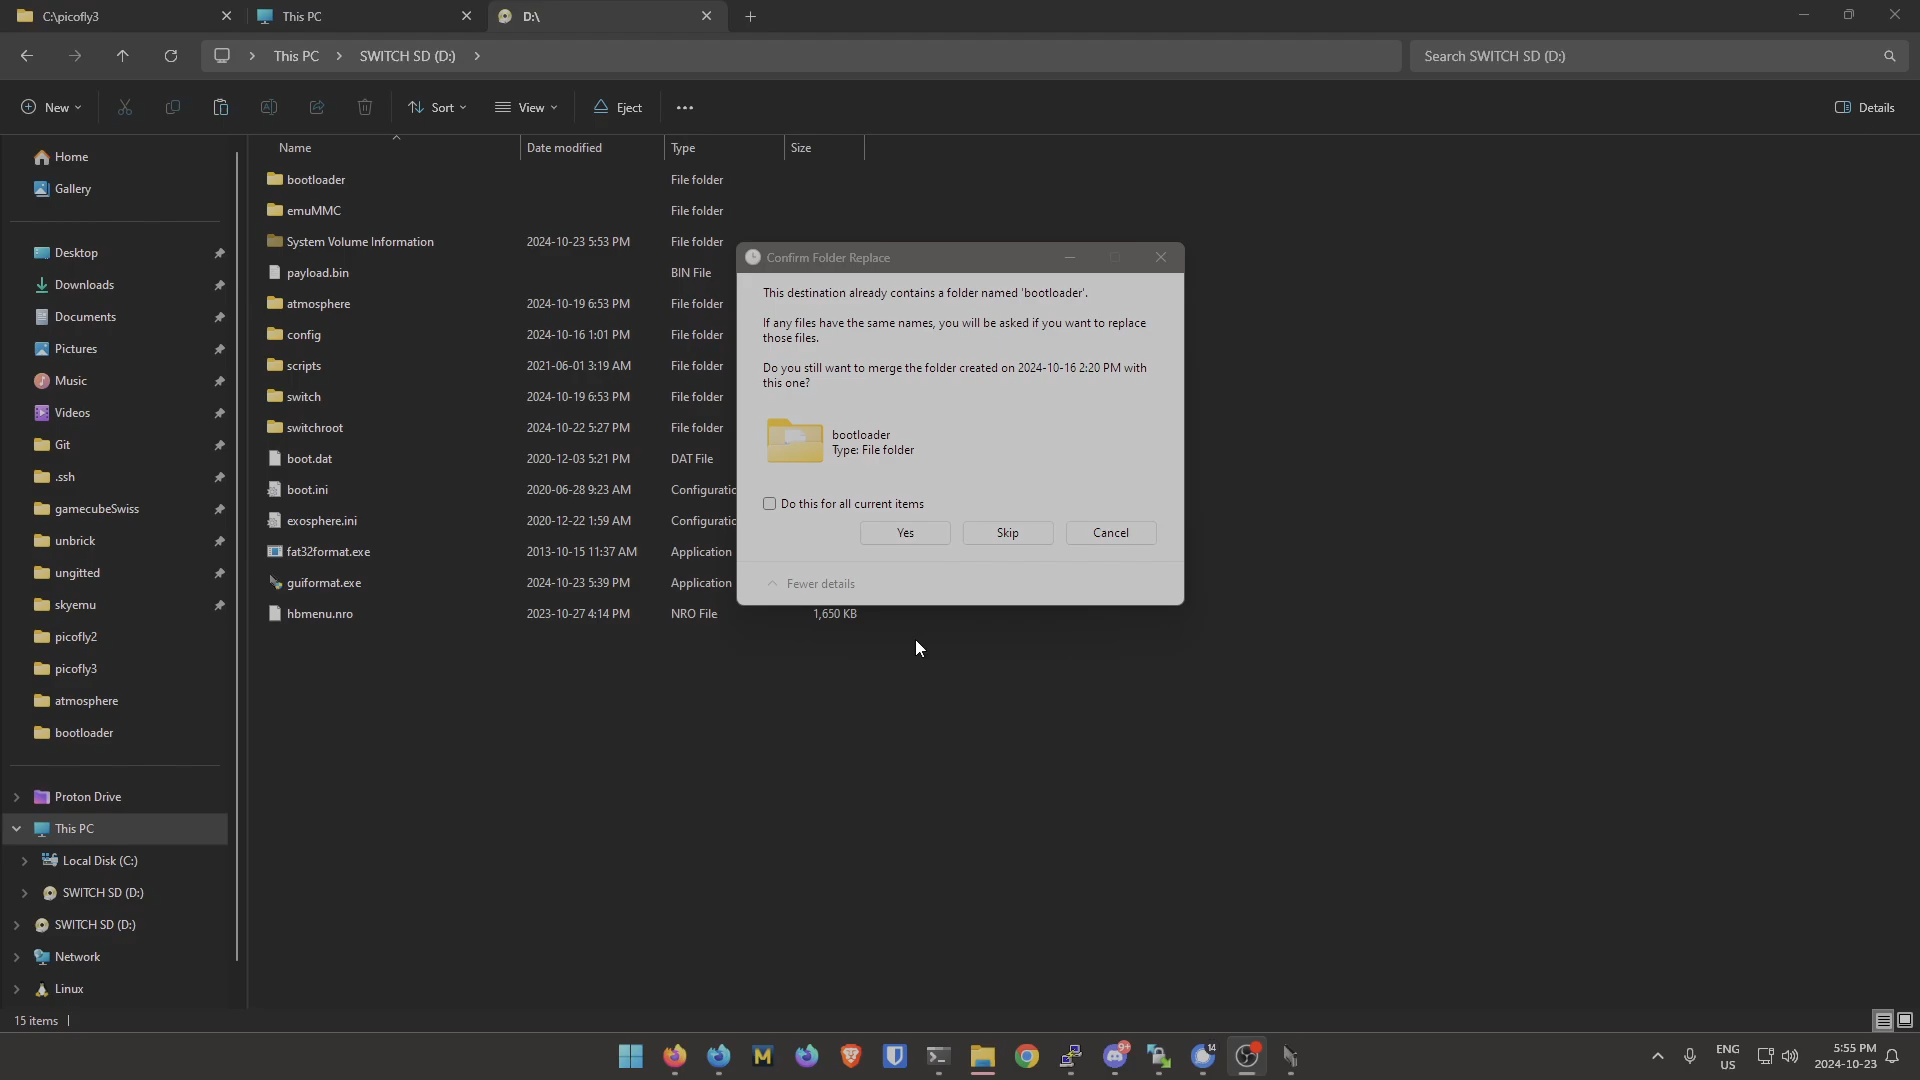 C:\picofly3
This PC
D:\
This PC
SWITCH SD (D:)
Search SWITCH SD (D:)
New
Sort
View
Eject
Details
Home
Gallery
Desktop
Downloads
Documents
Pictures
Music
Videos
Git
.ssh
gamecubeSwiss
unbrick
ungitted
skyemu
picofly2
picofly3
atmosphere
bootloader
Proton Drive
This PC
Local Disk (C:)
SWITCH SD (D:)
SWITCH SD (D:)
Network
Linux
Name Date modified Type Size
bootloader File folder
emuMMC File folder
System Volume Information 2024-10-23 5:53 PM File folder
payload.bin BIN File
atmosphere 2024-10-19 6:53 PM File folder
config 2024-10-16 1:01 PM File folder
scripts 2021-06-01 3:19 AM File folder
switch 2024-10-19 6:53 PM File folder
switchroot 2024-10-22 5:27 PM File folder
boot.dat 2020-12-03 5:21 PM DAT File
boot.ini 2020-06-28 9:23 AM Configuratio
exosphere.ini 2020-12-22 1:59 AM Configuratio
fat32format.exe 2013-10-15 11:37 AM Application
guiformat.exe 2024-10-23 5:39 PM Application
hbmenu.nro 2023-10-27 4:14 PM NRO File 1,650 KB
Confirm Folder Replace
This destination already contains a folder named 'bootloader'.
If any files have the same names, you will be asked if you want to replace
those files.
Do you still want to merge the folder created on 2024-10-16 2:20 PM with
this one?
bootloader
Type: File folder
Do this for all current items
Yes
Skip
Cancel
Fewer details
15 items
9+
14
ENG
US
5:55 PM
2024-10-23